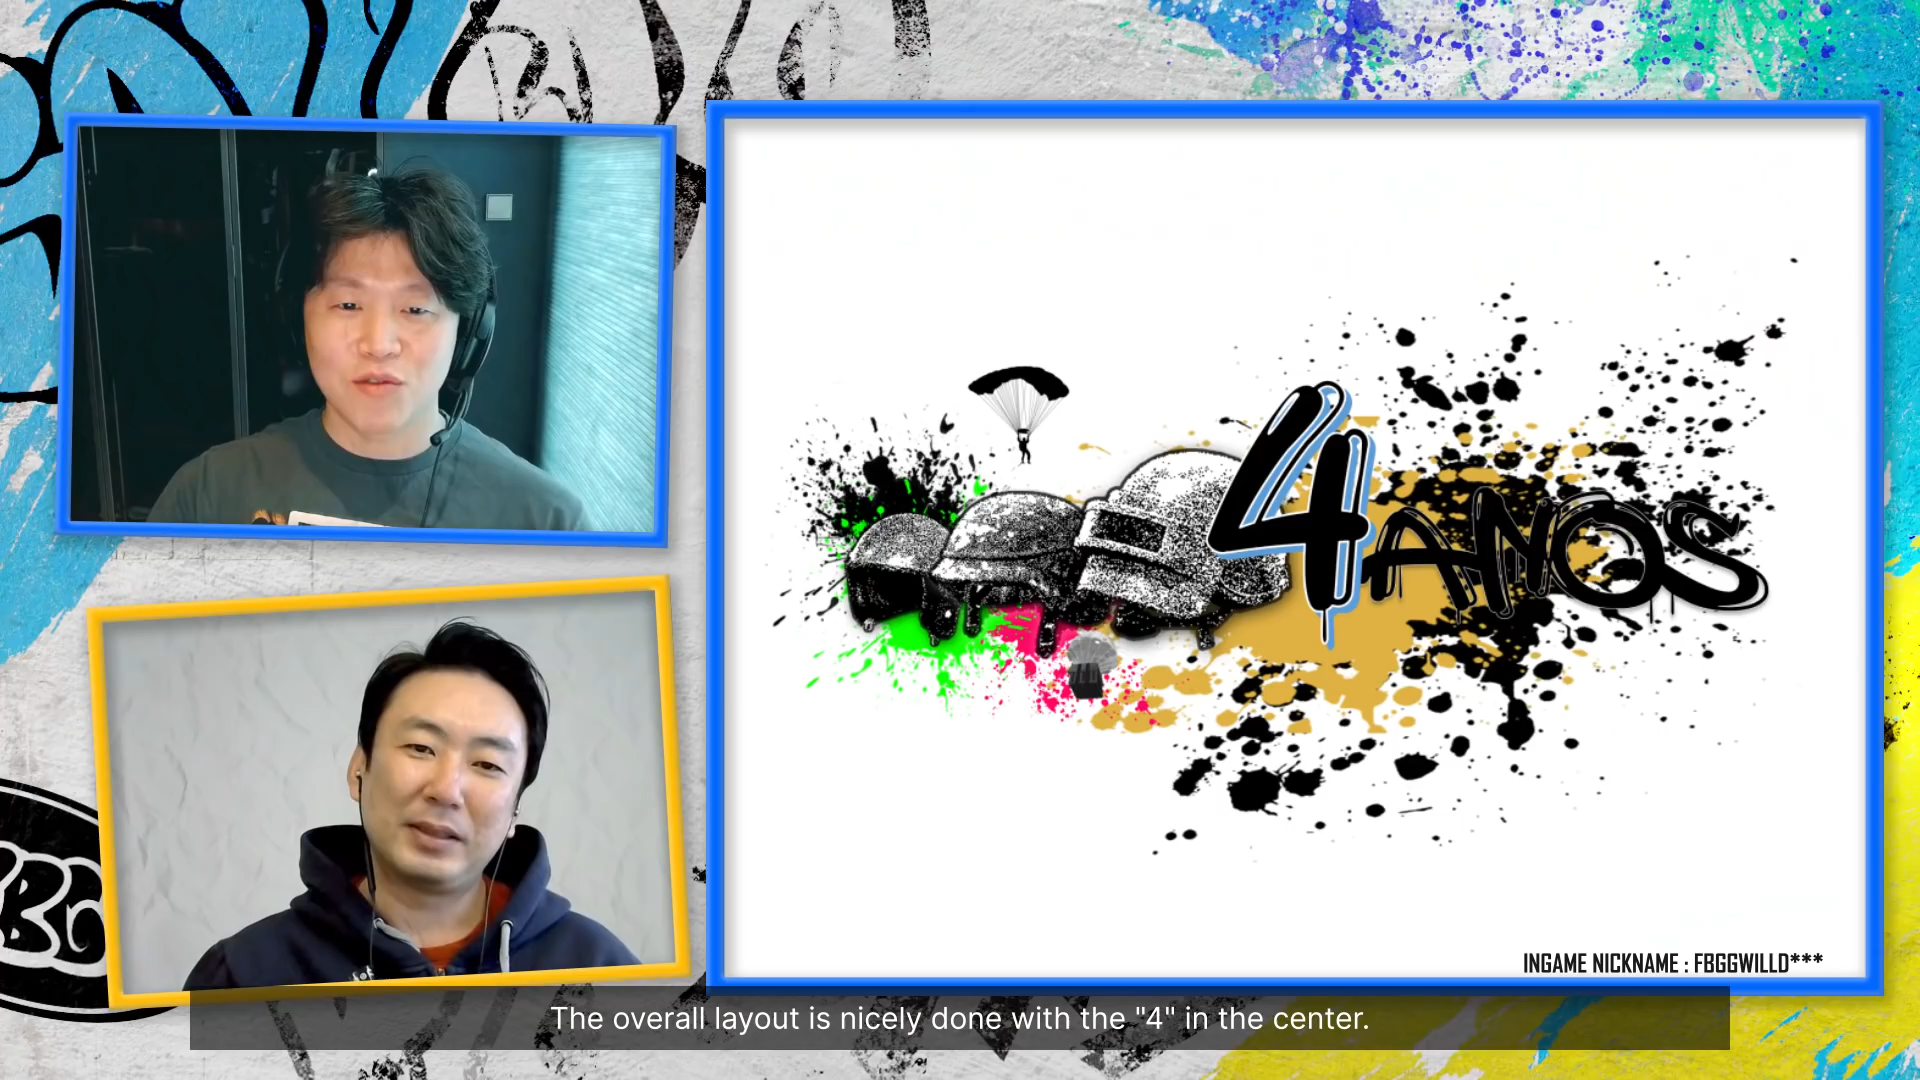 4 ANOS
INGAME NICKNAME : FBGGWILLD***
The overall layout is nicely done with the "4" in the center.